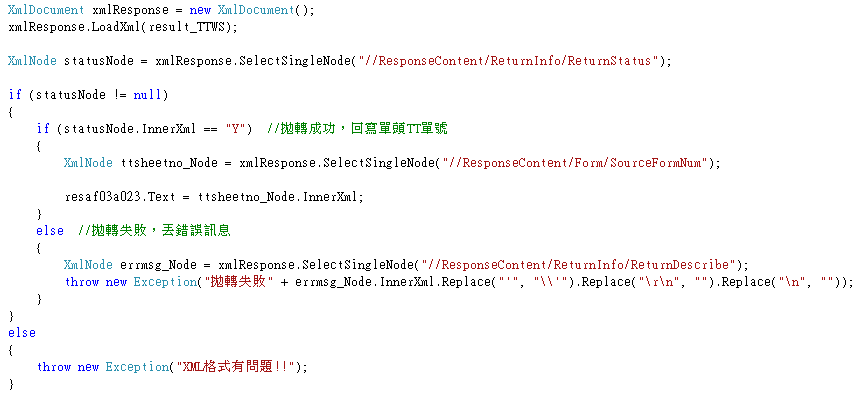 XmlDocument xmlResponse = new XmlDocument();
xmlResponse.LoadXml(result_TTWS);
XmlNode statusNode = xmlResponse.SelectSingleNode("//ResponseContent/ReturnInfo/ReturnStatus");
if (statusNode != null)
{
if (statusNode.InnerXml == "Y") //拋轉成功，回寫單頭TT單號
{
XmlNode ttsheetno_Node = xmlResponse.SelectSingleNode("//ResponseContent/Form/SourceFormNum");
resaf03a023.Text = ttsheetno_Node.InnerXml;
}
else //拋轉失敗，丟錯誤訊息
{
XmlNode errmsg_Node = xmlResponse.SelectSingleNode("//ResponseContent/ReturnInfo/ReturnDescribe");
throw new Exception("拋轉失敗" + errmsg_Node.InnerXml.Replace("'", "\\'").Replace("\r\n", "").Replace("\n", ""));
}
}
else
{
throw new Exception("XML格式有問題!!");
}